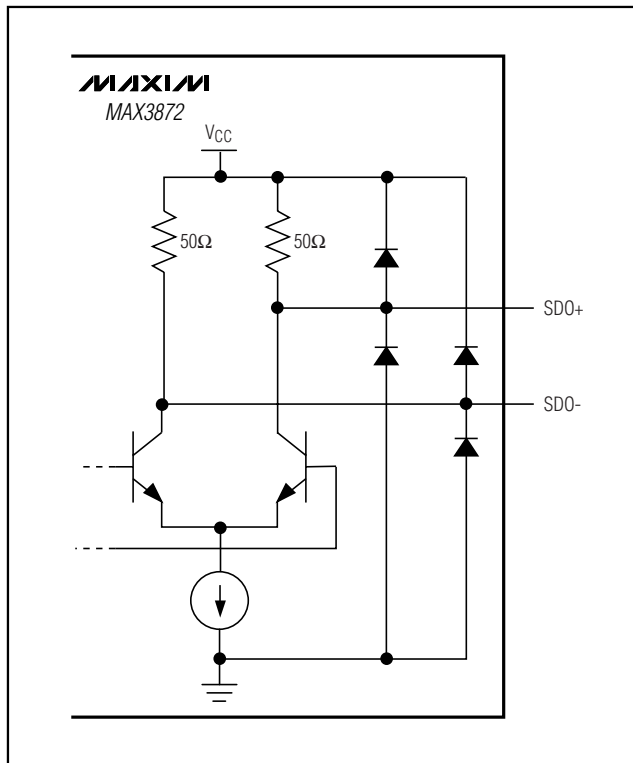 MAXIM
MAX3872
VCC
50Ω
50Ω
SDO+
SDO-